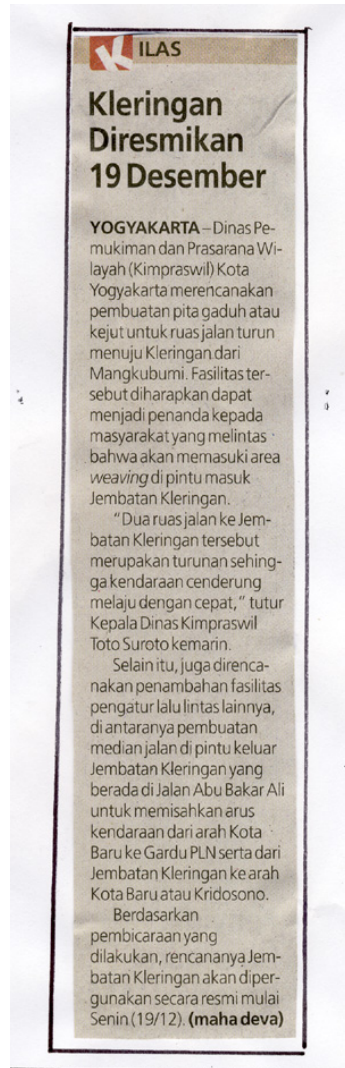 K ILAS
Kleringan
Diresmikan
19 Desember
YOGYAKARTA – Dinas Pe-
mukiman dan Prasarana Wi-
layah (Kimpraswil) Kota
Yogyakarta merencanakan
pembuatan pita gaduh atau
kejut untuk ruas jalan turun
menuju Kleringan dari
Mangkubumi. Fasilitas ter-
sebut diharapkan dapat
menjadi penanda kepada
masyarakat yang melintas
bahwa akan memasuki area
weaving di pintu masuk
Jembatan Kleringan.
“Dua ruas jalan ke Jem-
batan Kleringan tersebut
merupakan turunan sehing-
ga kendaraan cenderung
melaju dengan cepat,” tutur
Kepala Dinas Kimpraswil
Toto Suroto kemarin.
Selain itu, juga direnca-
nakan penambahan fasilitas
pengatur lalu lintas lainnya,
di antaranya pembuatan
median jalan di pintu keluar
Jembatan Kleringan yang
berada di Jalan Abu Bakar Ali
untuk memisahkan arus
kendaraan dari arah Kota
Baru ke Gardu PLN serta dari
Jembatan Kleringan ke arah
Kota Baru atau Kridosono.
Berdasarkan
pembicaraan yang
dilakukan, rencananya Jem-
batan Kleringan akan diper-
gunakan secara resmi mulai
Senin (19/12). (maha deva)